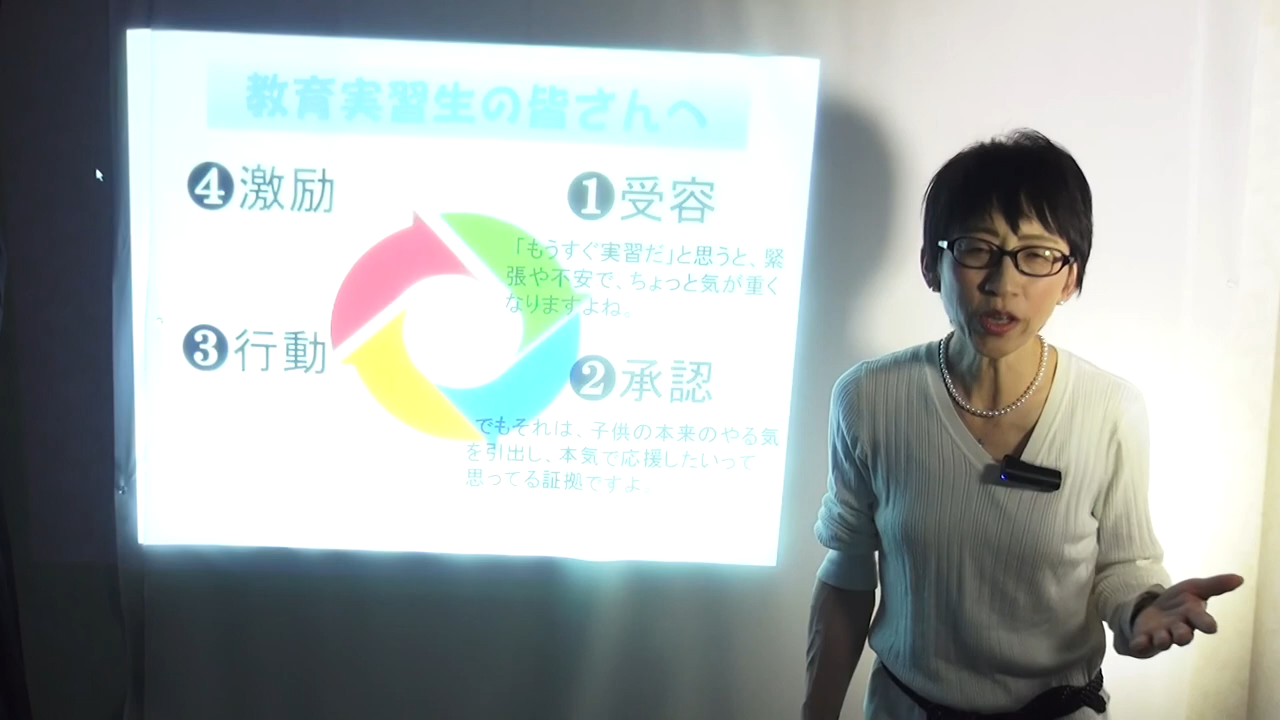 教育実習生の皆さんへ
❹激励
❶受容
「もうすぐ実習だ」と思うと、緊
張や不安で、ちょっと気が重く
なりますよね。
❸行動
❷承認
でもそれは、子供の本来のやる気
を引出し、本気で応援したいって
思ってる証拠ですよ。